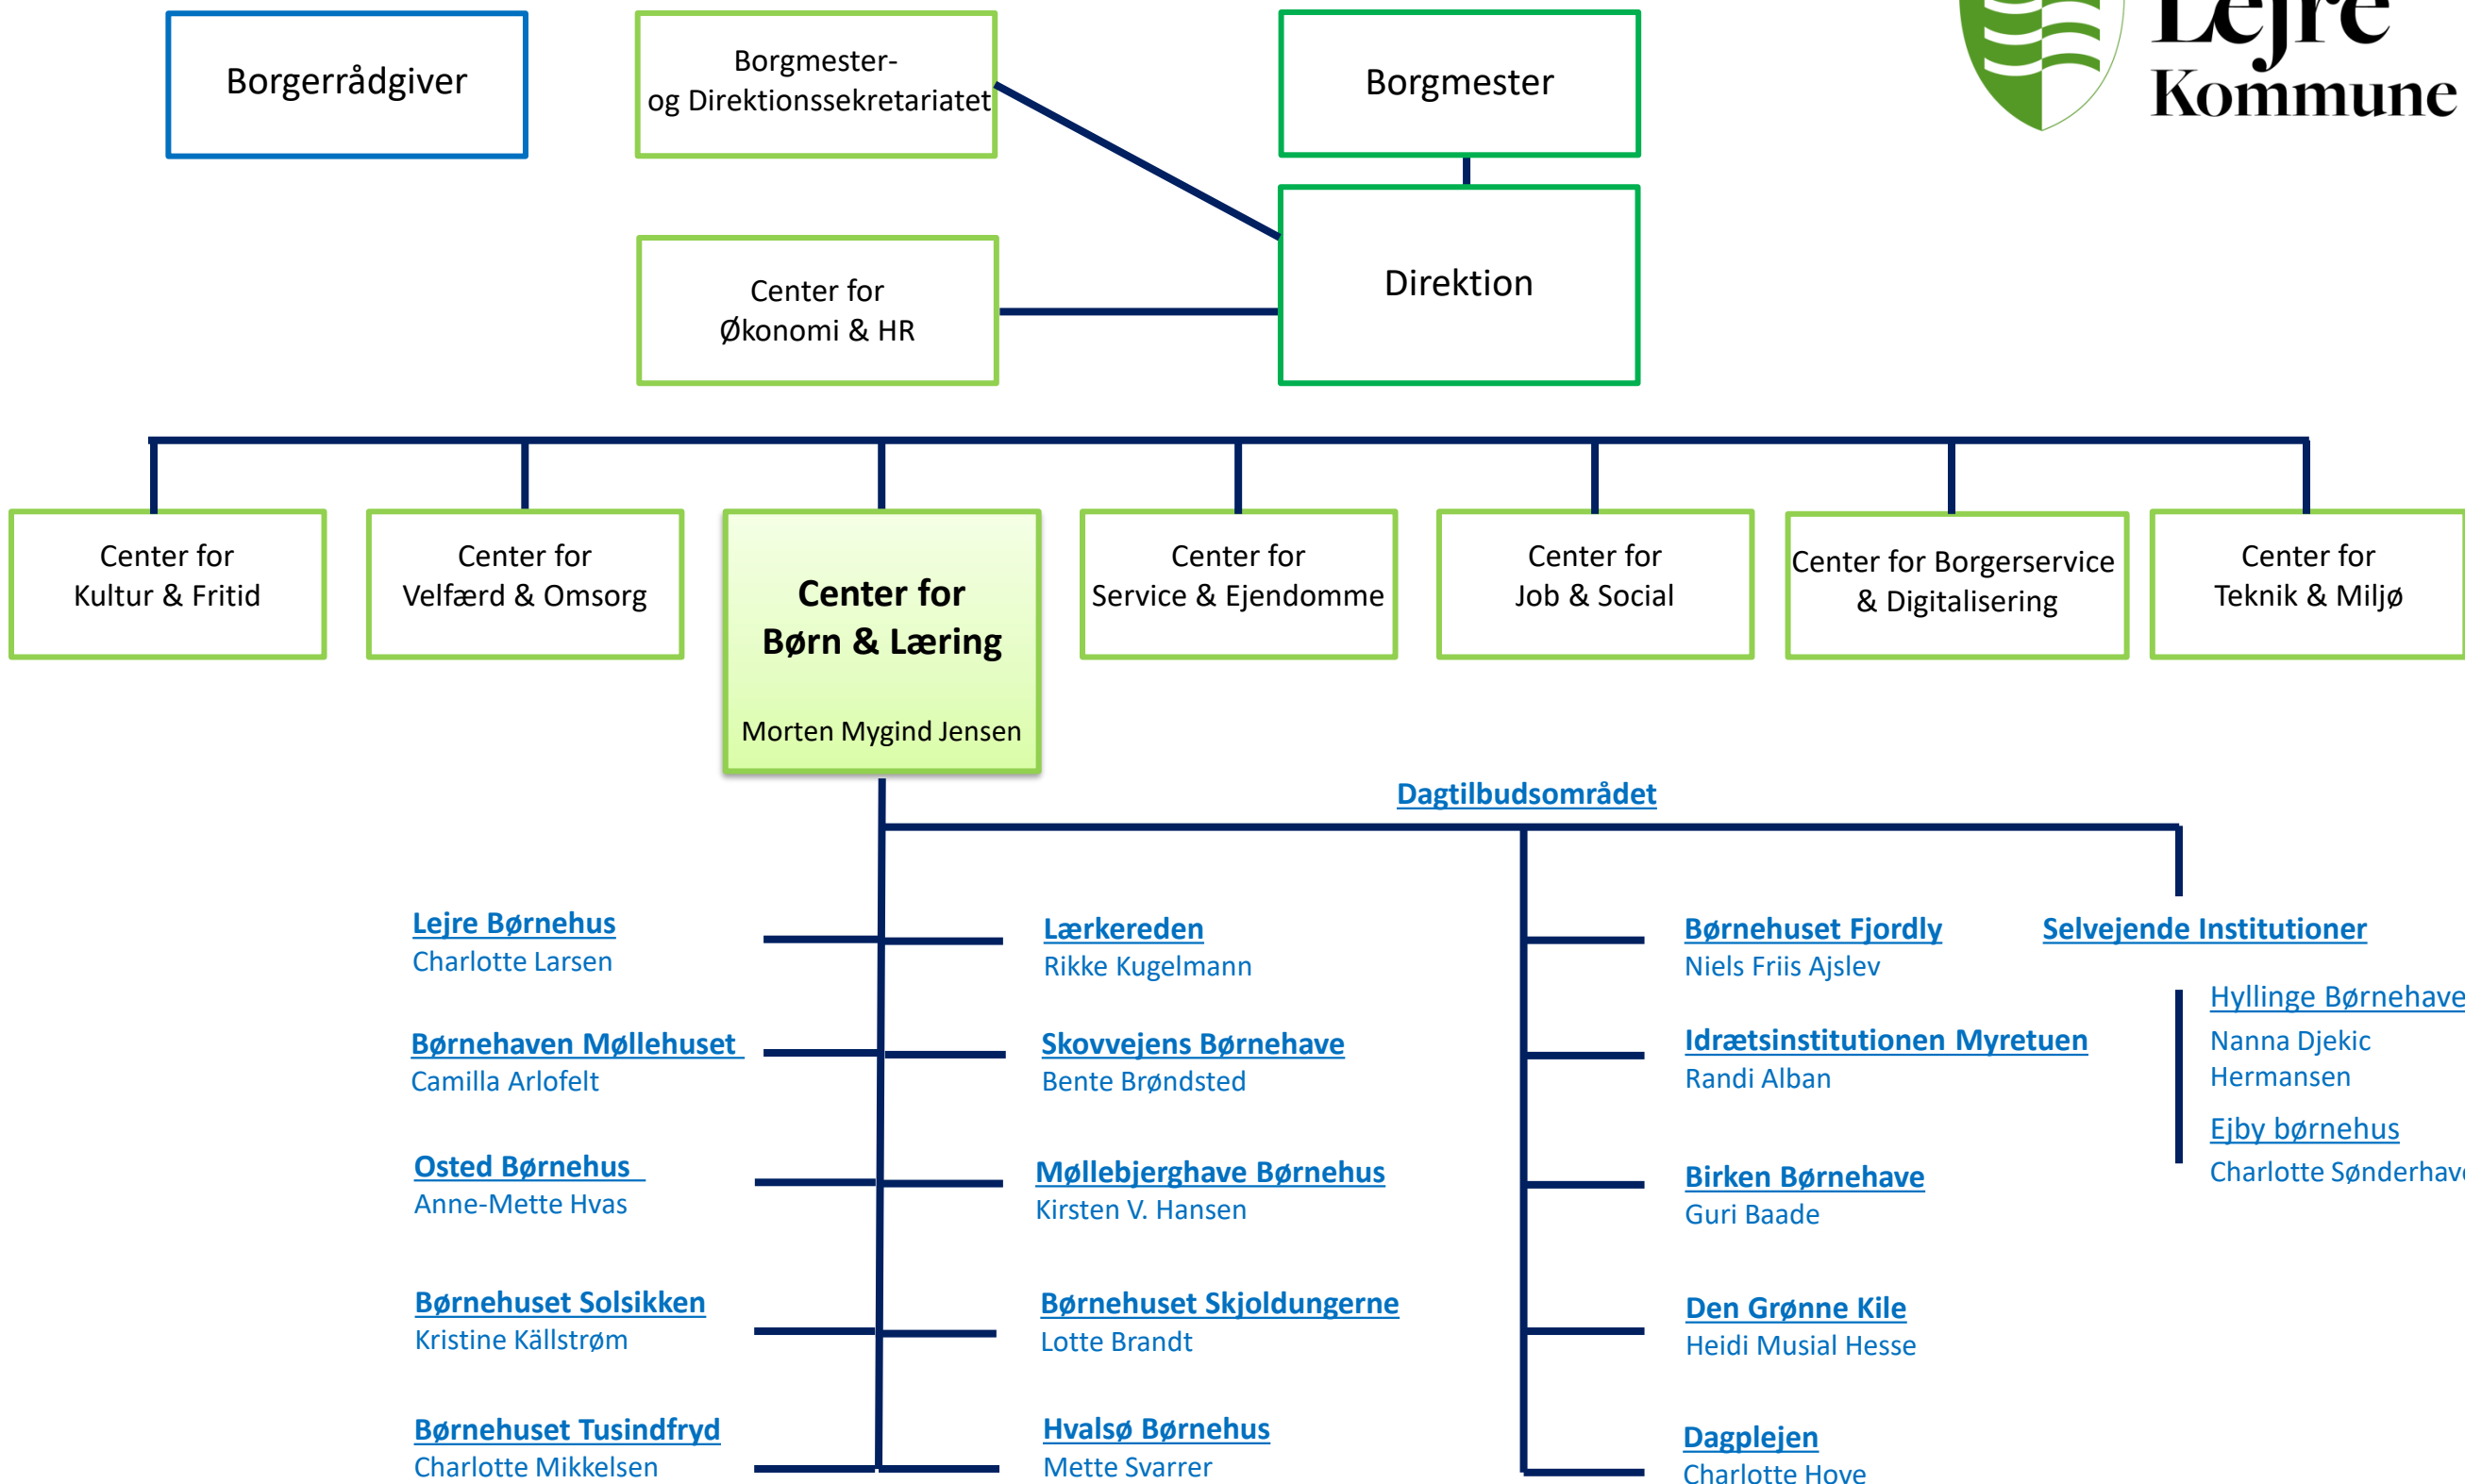 Borgerrådgiver
Borgmester-
og Direktionssekretariatet
Borgmester
Lejre
Kommune
Center for
Økonomi & HR
Direktion
Center for
Kultur & Fritid
Center for
Velfærd & Omsorg
Center for
Børn & Læring
Morten Mygind Jensen
Center for
Service & Ejendomme
Center for
Job & Social
Center for Borgerservice
& Digitalisering
Center for
Teknik & Miljø
Dagtilbudsområdet
Lejre Børnehus
Charlotte Larsen
Børnehaven Møllehuset
Camilla Arlofelt
Osted Børnehus
Anne-Mette Hvas
Børnehuset Solsikken
Kristine Källstrøm
Børnehuset Tusindfryd
Charlotte Mikkelsen
Lærkereden
Rikke Kugelmann
Skovvejens Børnehave
Bente Brøndsted
Møllebjerghave Børnehus
Kirsten V. Hansen
Børnehuset Skjoldungerne
Lotte Brandt
Hvalsø Børnehus
Mette Svarrer
Børnehuset Fjordly
Niels Friis Ajslev
Idrætsinstitutionen Myretuen
Randi Alban
Birken Børnehave
Guri Baade
Den Grønne Kile
Heidi Musial Hesse
Dagplejen
Charlotte Hove
Selvejende Institutioner
Hyllinge Børnehave
Nanna Djekic
Hermansen
Ejby børnehus
Charlotte Sønderhave